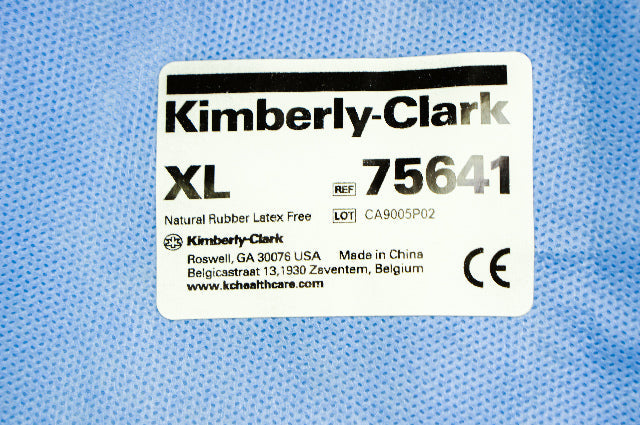 Kimberly-Clark
XL REF 75641
Natural Rubber Latex Free LOT CA9005P02
Kimberly-Clark
Roswell, GA 30076 USA Made in China
Belgicastraat 13,1930 Zaventem, Belgium
www.kchealthcare.com
CE